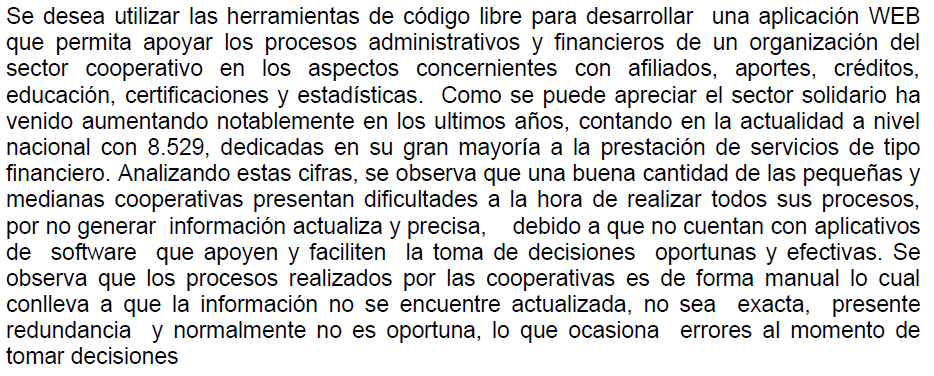 Se desea utilizar las herramientas de código libre para desarrollar una aplicación WEB
que permita apoyar los procesos administrativos y financieros de un organización del
sector cooperativo en los aspectos concernientes con afiliados, aportes, créditos,
educación, certificaciones y estadísticas. Como se puede apreciar el sector solidario ha
venido aumentando notablemente en los ultimos años, contando en la actualidad a nivel
nacional con 8.529, dedicadas en su gran mayoría a la prestación de servicios de tipo
financiero. Analizando estas cifras, se observa que una buena cantidad de las pequeñas y
medianas cooperativas presentan dificultades a la hora de realizar todos sus procesos,
por no generar información actualiza y precisa, debido a que no cuentan con aplicativos
de software que apoyen y faciliten la toma de decisiones oportunas y efectivas. Se
observa que los procesos realizados por las cooperativas es de forma manual lo cual
conlleva a que la información no se encuentre actualizada, no sea exacta, presente
redundancia y normalmente no es oportuna, lo que ocasiona errores al momento de
tomar decisiones